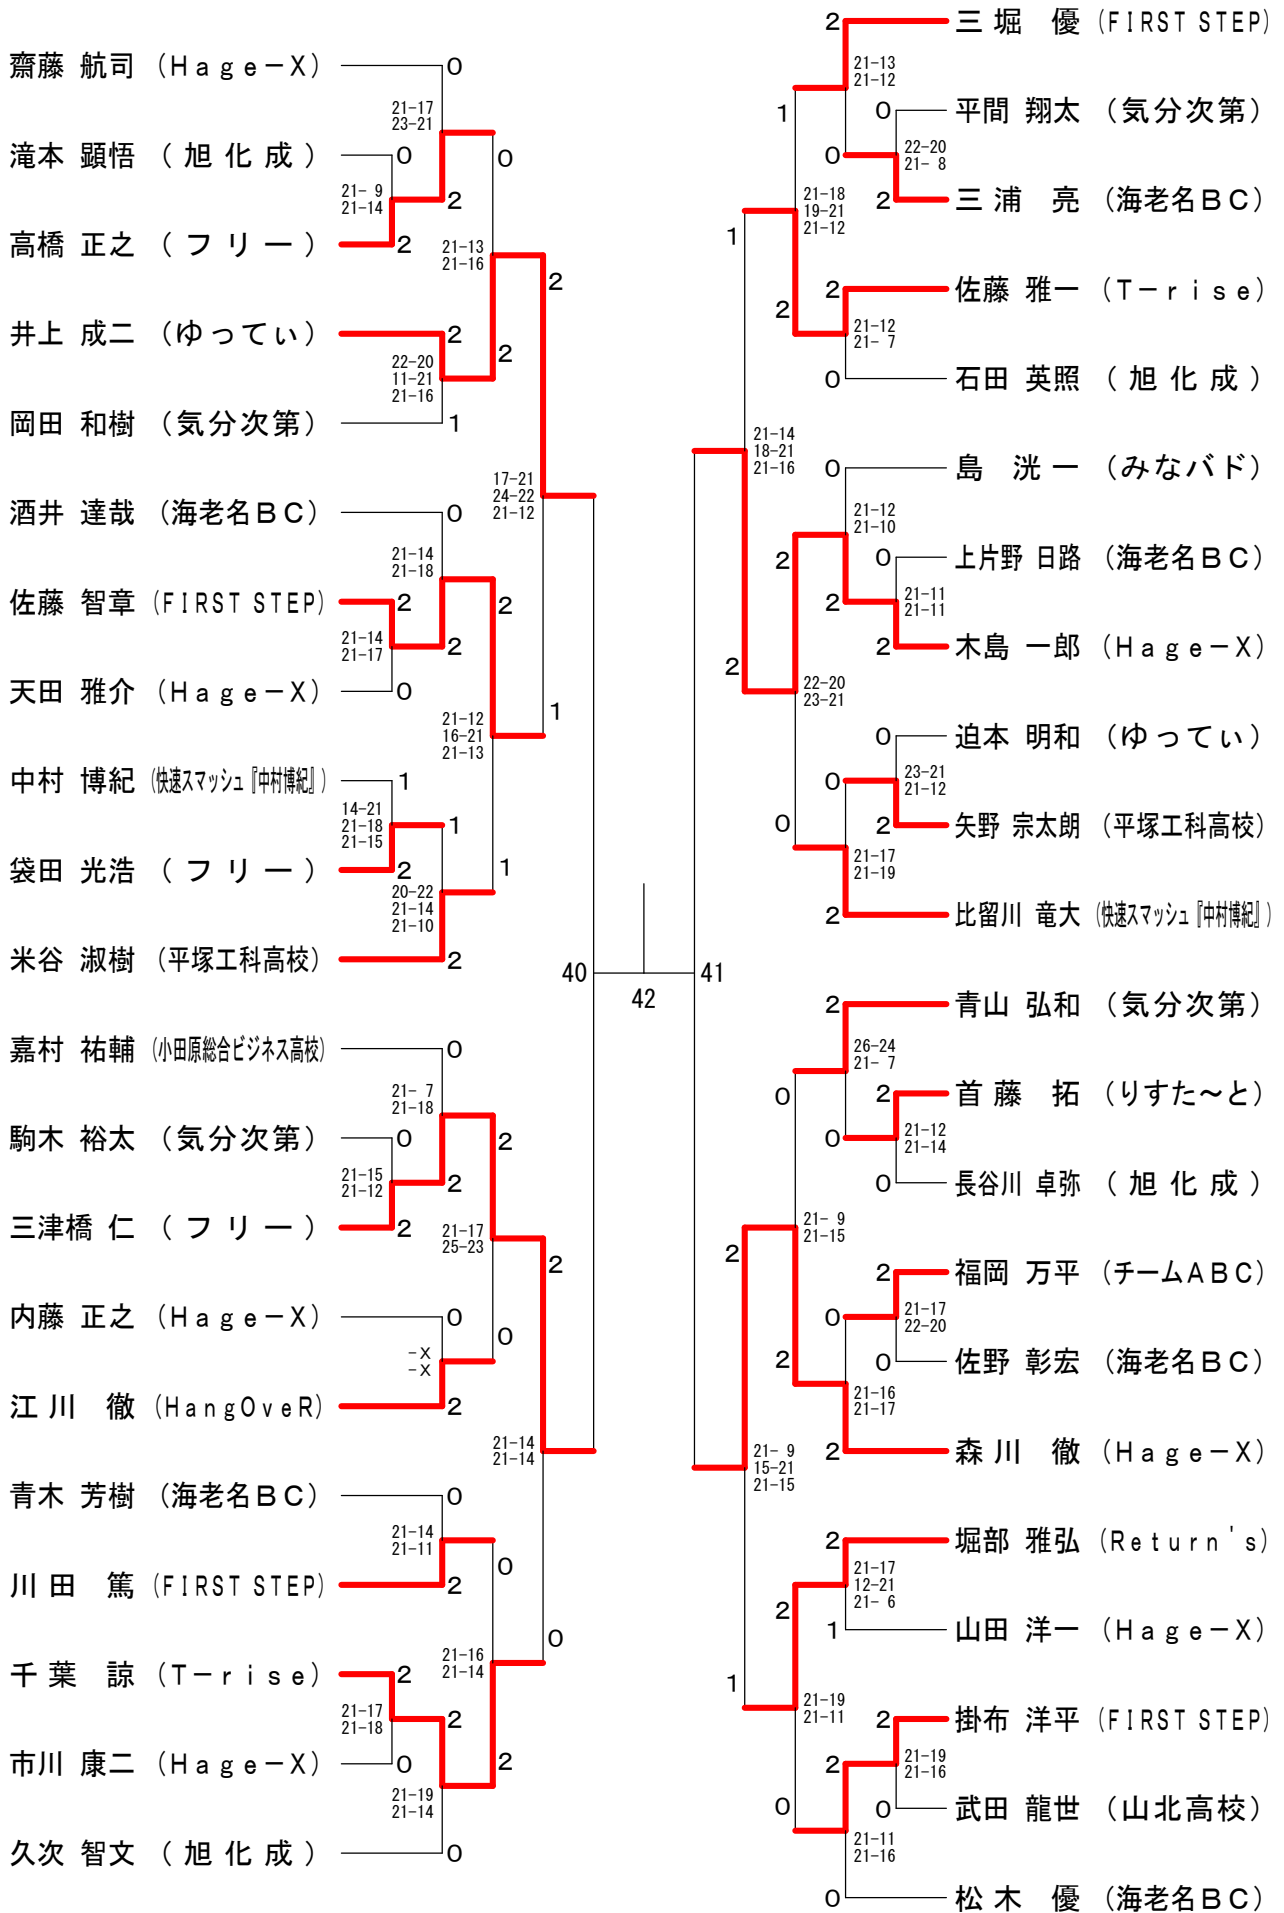 齋藤 航司 (Hage-X) 0
21-17
23-21
滝本 顕悟 (旭化成) 0
0
21- 9
21-14
2
高橋 正之 (フリー) 2
21-13
21-16
2
井上 成二 (ゆってぃ) 2
2
22-20
11-21
21-16
岡田 和樹 (気分次第) 1
17-21
24-22
21-12
酒井 達哉 (海老名BC) 0
21-14
21-18
佐藤 智章 (FIRST STEP) 2
2
21-14
21-17
2
天田 雅介 (Hage-X) 0
21-12
16-21
21-13
1
中村 博紀 (快速スマッシュ『中村博紀』) 1
14-21
21-18
21-15
1
袋田 光浩 (フリー) 2
1
20-22
21-14
21-10
米谷 淑樹 (平塚工科高校) 2
40
42
41
嘉村 祐輔 (小田原総合ビジネス高校) 0
21- 7
21-18
駒木 裕太 (気分次第) 0
2
21-15
21-12
2
三津橋 仁 (フリー) 2
21-17
25-23
2
内藤 正之 (Hage-X) 0
0
-X
-X
江川 徹 (HangOveR) 2
21-14
21-14
青木 芳樹 (海老名BC) 0
21-14
21-11
0
川田 篤 (FIRST STEP) 2
0
21-16
21-14
千葉 諒 (T-rise) 2
21-17
21-18
2
市川 康二 (Hage-X) 0
2
21-19
21-14
久次 智文 (旭化成) 0
2 三堀 優 (FIRST STEP)
21-13
21-12
1
0 平間 翔太 (気分次第)
0
22-20
21- 8
2 三浦 亮 (海老名BC)
21-18
19-21
21-12
1
2 佐藤 雅一 (T-rise)
2
21-12
21- 7
0 石田 英照 (旭化成)
21-14
18-21
21-16
0 島 洸一 (みなバド)
21-12
21-10
2
0 上片野 日路 (海老名BC)
2
21-11
21-11
2 木島 一郎 (Hage-X)
2
22-20
23-21
0 迫本 明和 (ゆってぃ)
0
23-21
21-12
0
2 矢野 宗太朗 (平塚工科高校)
21-17
21-19
2 比留川 竜大 (快速スマッシュ『中村博紀』)
2 青山 弘和 (気分次第)
26-24
21- 7
0
2 首藤 拓 (りすた～と)
0
21-12
21-14
0 長谷川 卓弥 (旭化成)
21- 9
21-15
2
2 福岡 万平 (チームABC)
0
21-17
22-20
2
0 佐野 彰宏 (海老名BC)
21-16
21-17
2 森川 徹 (Hage-X)
21- 9
15-21
21-15
2 堀部 雅弘 (Return's)
21-17
12-21
21- 6
2
1 山田 洋一 (Hage-X)
1
21-19
21-11
2 掛布 洋平 (FIRST STEP)
2
21-19
21-16
0
0 武田 龍世 (山北高校)
21-11
21-16
0 松木 優 (海老名BC)